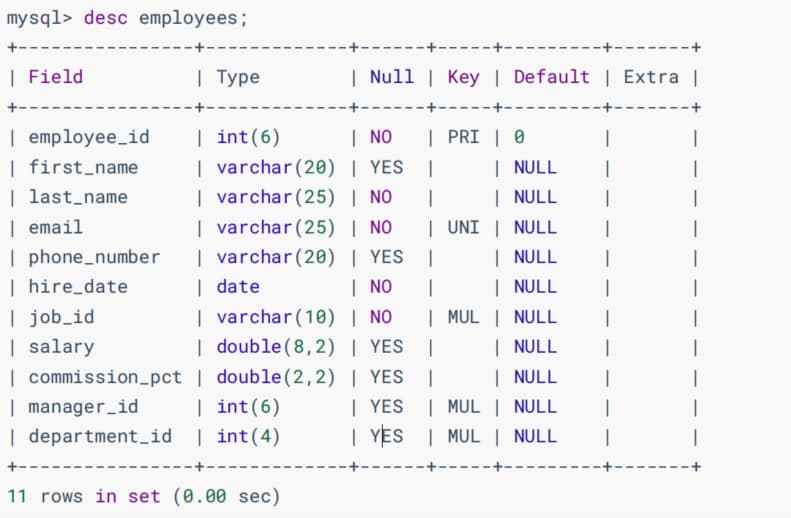 mysql> desc employees;
+----------------+-------------+------+-----+---------+-------+
| Field          | Type        | Null | Key | Default | Extra |
+----------------+-------------+------+-----+---------+-------+
| employee_id    | int(6)      | NO   | PRI | 0       |       |
| first_name     | varchar(20) | YES  |     | NULL    |       |
| last_name      | varchar(25) | NO   |     | NULL    |       |
| email          | varchar(25) | NO   | UNI | NULL    |       |
| phone_number   | varchar(20) | YES  |     | NULL    |       |
| hire_date      | date        | NO   |     | NULL    |       |
| job_id         | varchar(10) | NO   | MUL | NULL    |       |
| salary         | double(8,2) | YES  |     | NULL    |       |
| commission_pct | double(2,2) | YES  |     | NULL    |       |
| manager_id     | int(6)      | YES  | MUL | NULL    |       |
| department_id  | int(4)      | YES  | MUL | NULL    |       |
+----------------+-------------+------+-----+---------+-------+
11 rows in set (0.00 sec)